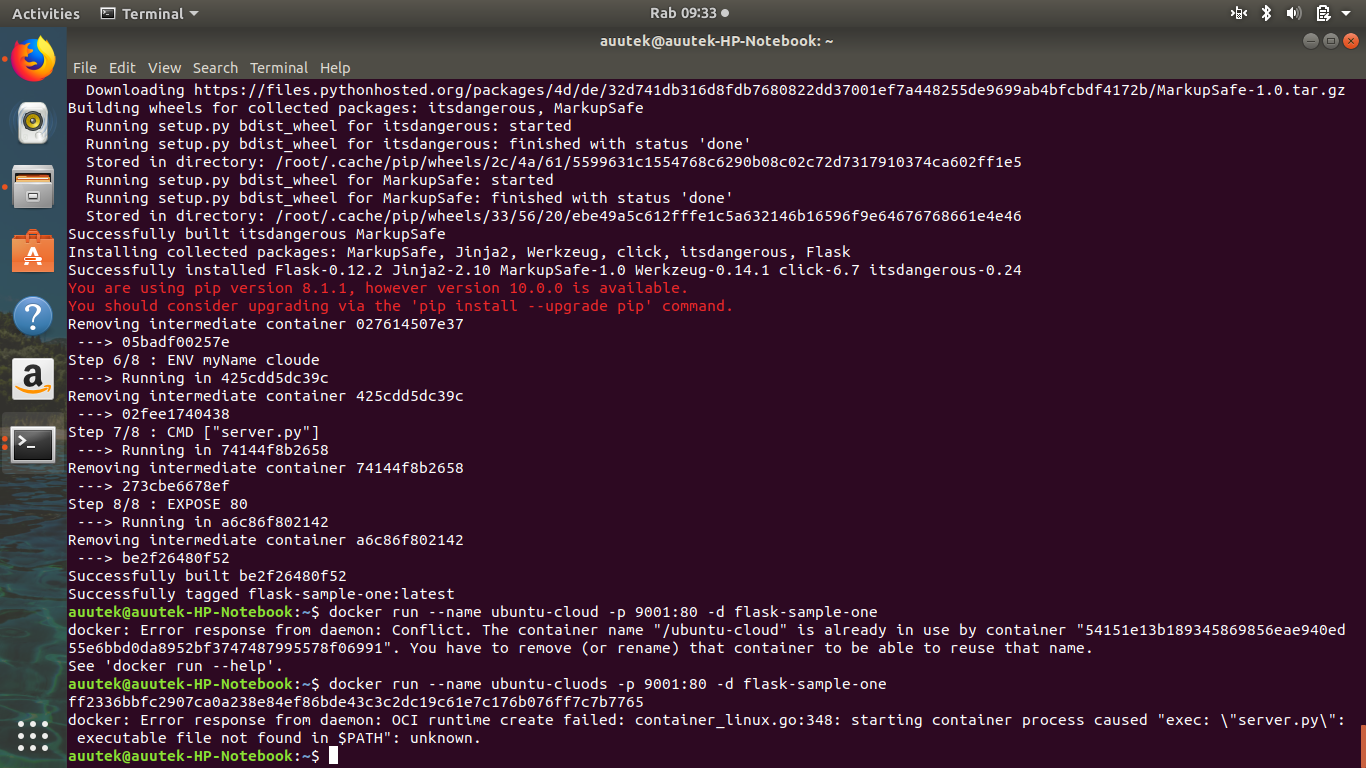 Activities Terminal Rab 09:33
auutek@auutek-HP-Notebook: ~
File Edit View Search Terminal Help
  Downloading https://files.pythonhosted.org/packages/4d/de/32d741db316d8fdb7680822dd37001ef7a448255de9699ab4bfcbdf4172b/MarkupSafe-1.0.tar.gz
Building wheels for collected packages: itsdangerous, MarkupSafe
  Running setup.py bdist_wheel for itsdangerous: started
  Running setup.py bdist_wheel for itsdangerous: finished with status 'done'
  Stored in directory: /root/.cache/pip/wheels/2c/4a/61/5599631c1554768c6290b08c02c72d7317910374ca602ff1e5
  Running setup.py bdist_wheel for MarkupSafe: started
  Running setup.py bdist_wheel for MarkupSafe: finished with status 'done'
  Stored in directory: /root/.cache/pip/wheels/33/56/20/ebe49a5c612fffe1c5a632146b16596f9e64676768661e4e46
Successfully built itsdangerous MarkupSafe
Installing collected packages: MarkupSafe, Jinja2, Werkzeug, click, itsdangerous, Flask
Successfully installed Flask-0.12.2 Jinja2-2.10 MarkupSafe-1.0 Werkzeug-0.14.1 click-6.7 itsdangerous-0.24
You are using pip version 8.1.1, however version 10.0.0 is available.
You should consider upgrading via the 'pip install --upgrade pip' command.
Removing intermediate container 027614507e37
 ---> 05badf00257e
Step 6/8 : ENV myName cloude
 ---> Running in 425cdd5dc39c
Removing intermediate container 425cdd5dc39c
 ---> 02fee1740438
Step 7/8 : CMD ["server.py"]
 ---> Running in 74144f8b2658
Removing intermediate container 74144f8b2658
 ---> 273cbe6678ef
Step 8/8 : EXPOSE 80
 ---> Running in a6c86f802142
Removing intermediate container a6c86f802142
 ---> be2f26480f52
Successfully built be2f26480f52
Successfully tagged flask-sample-one:latest
auutek@auutek-HP-Notebook:~$ docker run --name ubuntu-cloud -p 9001:80 -d flask-sample-one
docker: Error response from daemon: Conflict. The container name "/ubuntu-cloud" is already in use by container "54151e13b189345869856eae940ed
55e6bbd0da8952bf3747487995578f06991". You have to remove (or rename) that container to be able to reuse that name.
See 'docker run --help'.
auutek@auutek-HP-Notebook:~$ docker run --name ubuntu-cluods -p 9001:80 -d flask-sample-one
ff2336bbfc2907ca0a238e84ef86bde43c3c2dc19c61e7c176b076ff7c7b7765
docker: Error response from daemon: OCI runtime create failed: container_linux.go:348: starting container process caused "exec: \"server.py\":
 executable file not found in $PATH": unknown.
auutek@auutek-HP-Notebook:~$